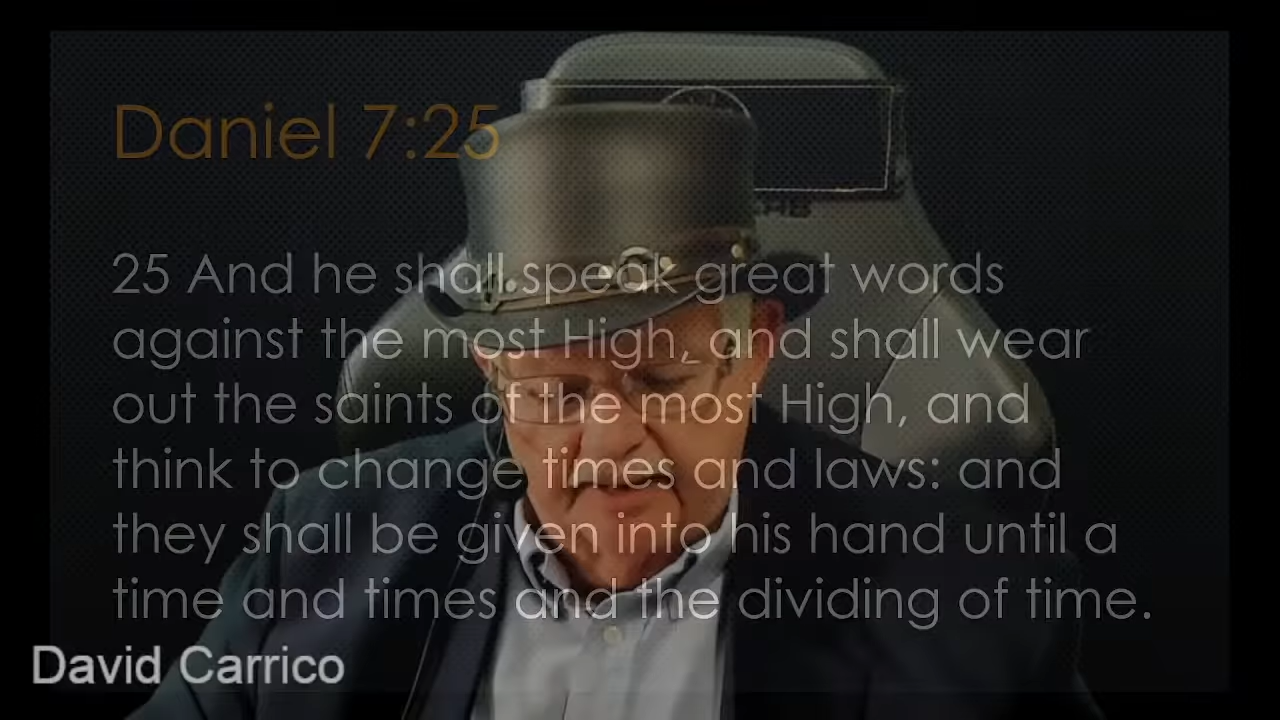 Daniel 7:25
25 And he shall speak great words
against the most High, and shall wear
out the saints of the most High, and
think to change times and laws: and
they shall be given into his hand until a
time and times and the dividing of time.
David Carrico